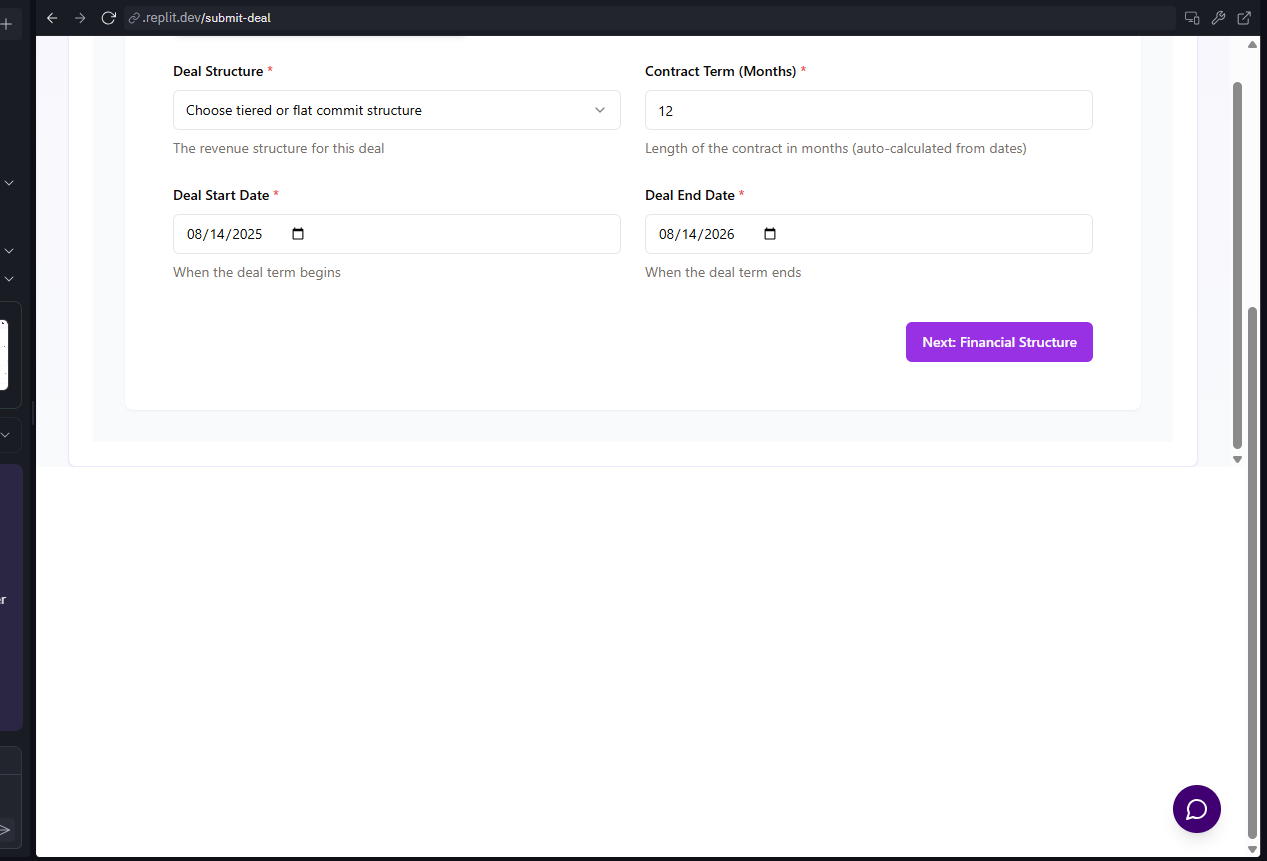 .replit.dev/submit-deal
Deal Structure *
Contract Term (Months) *
Choose tiered or flat commit structure
12
The revenue structure for this deal
Length of the contract in months (auto-calculated from dates)
Deal Start Date *
Deal End Date *
08/14/2025
08/14/2026
When the deal term begins
When the deal term ends
Next: Financial Structure